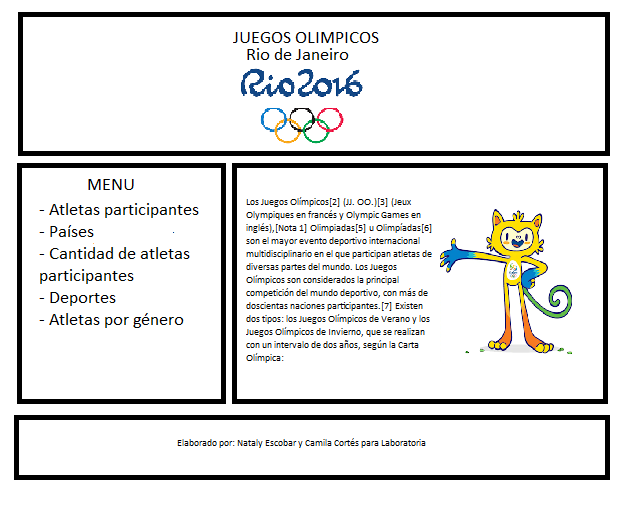 JUEGOS OLIMPICOS
Rio de Janeiro
Rio2016
MENU
- Atletas participantes
- Países
- Cantidad de atletas
participantes
- Deportes
- Atletas por género
Los Juegos Olímpicos[2] (JJ. OO.)[3] (Jeux
Olympiques en francés y Olympic Games en
inglés),[Nota 1] Olimpiadas[5] u Olimpíadas[6]
son el mayor evento deportivo internacional
multidisciplinario en el que participan atletas de
diversas partes del mundo. Los Juegos
Olímpicos son considerados la principal
competición del mundo deportivo, con más de
doscientas naciones participantes.[7] Existen
dos tipos: los Juegos Olímpicos de Verano y los
Juegos Olímpicos de Invierno, que se realizan
con un intervalo de dos años, según la Carta
Olímpica:
Elaborado por: Nataly Escobar y Camila Cortés para Laboratoria